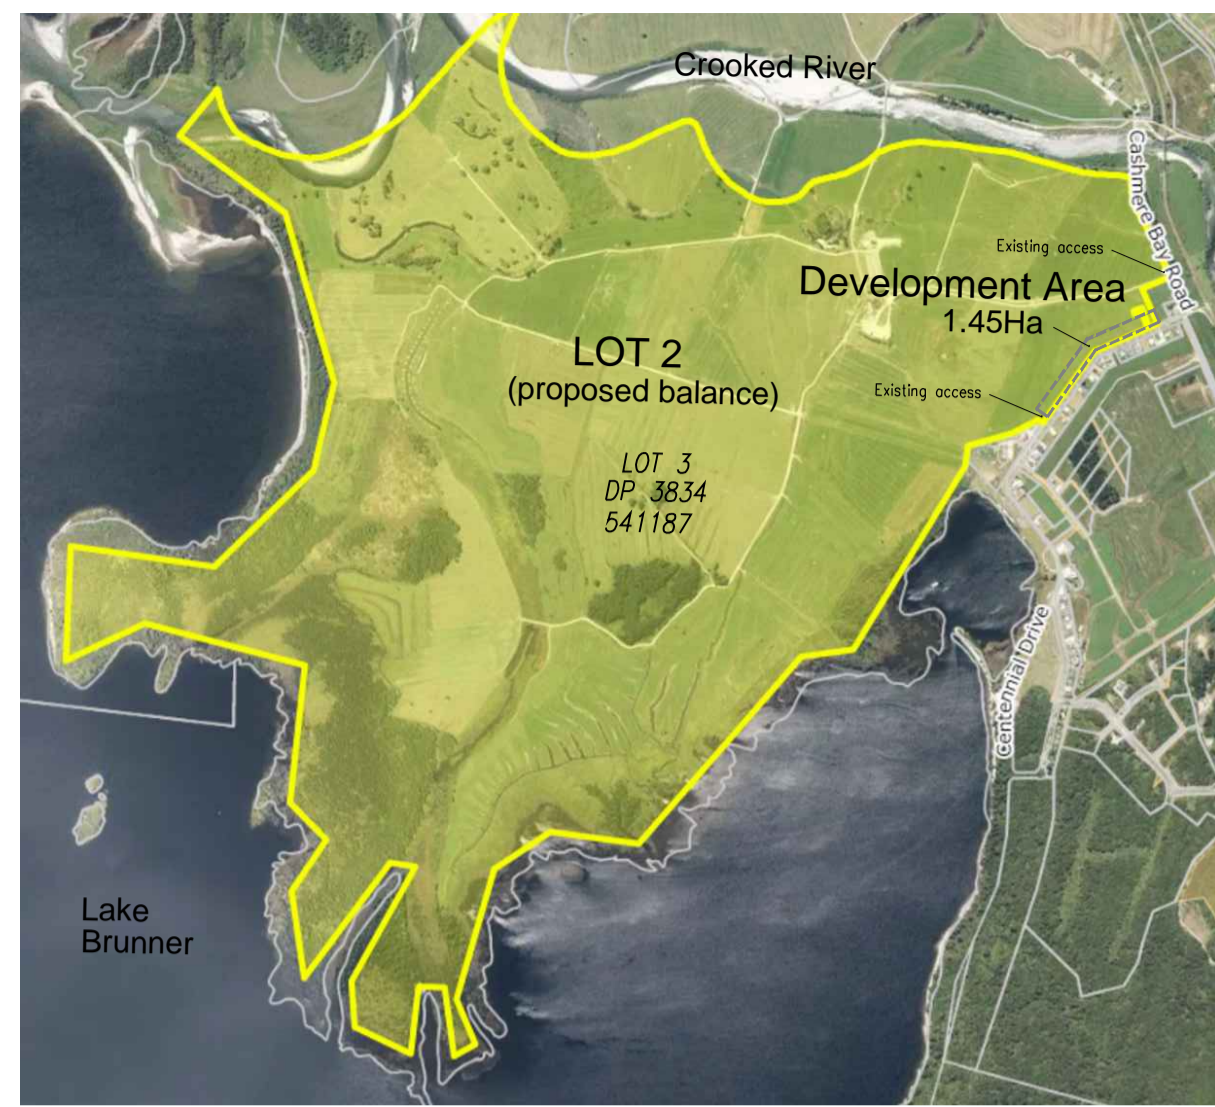 Crooked River
Cashmere Bay Road
Existing access
Development Area
1.45Ha
LOT 2
(proposed balance)
Existing access
LOT 3
DP 3834
541187
Centennial Drive
Lake
Brunner